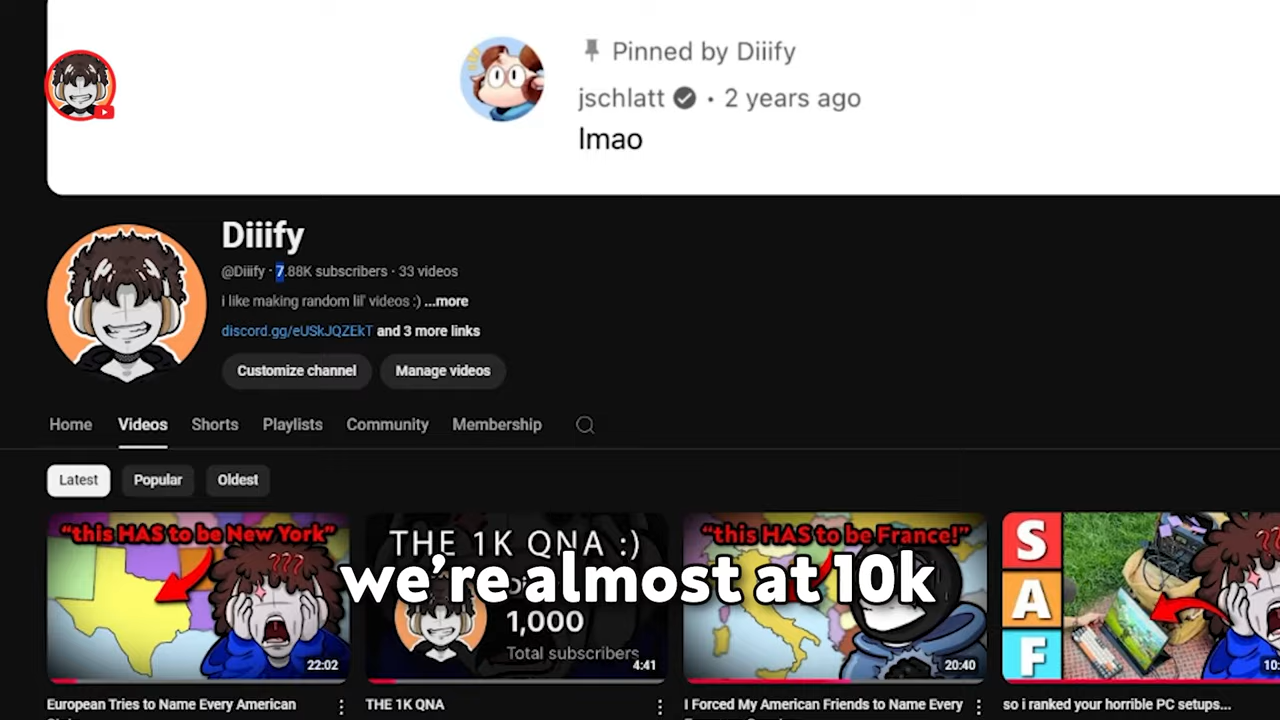 Pinned by Diiify
jschlatt • 2 years ago
lmao
Diiify
@Diiify · 7.88K subscribers · 33 videos
i like making random lil' videos :) ...more
discord.gg/eUSkJQZEkT and 3 more links
Customize channel
Manage videos
Home
Videos
Shorts
Playlists
Community
Membership
Latest
Popular
Oldest
"this HAS to be New York"
???
22:02
THE 1K QNA :)
1,000
Total subscribers
4:41
"this HAS to be France!"
20:40
S
A
F
we're almost at 10k
European Tries to Name Every American
THE 1K QNA
I Forced My American Friends to Name Every
so i ranked your horrible PC setups...